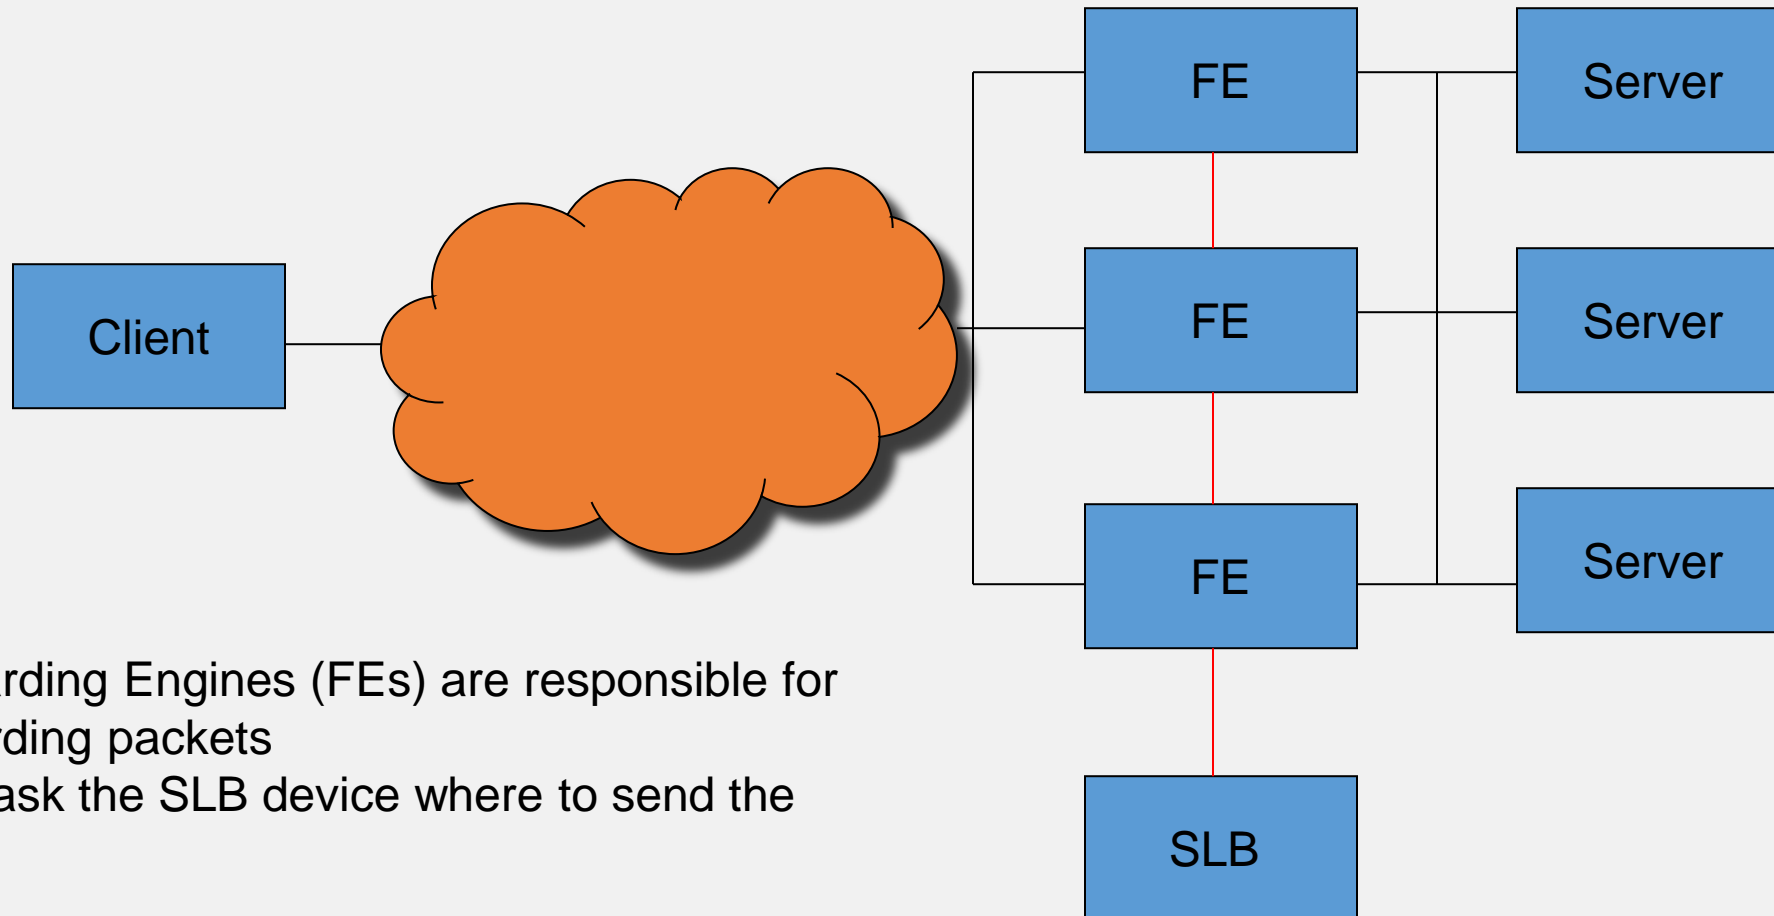 FE
Server
Client
FE
Server
FE
Server
arding Engines (FEs) are responsible for
rding packets
ask the SLB device where to send the
SLB